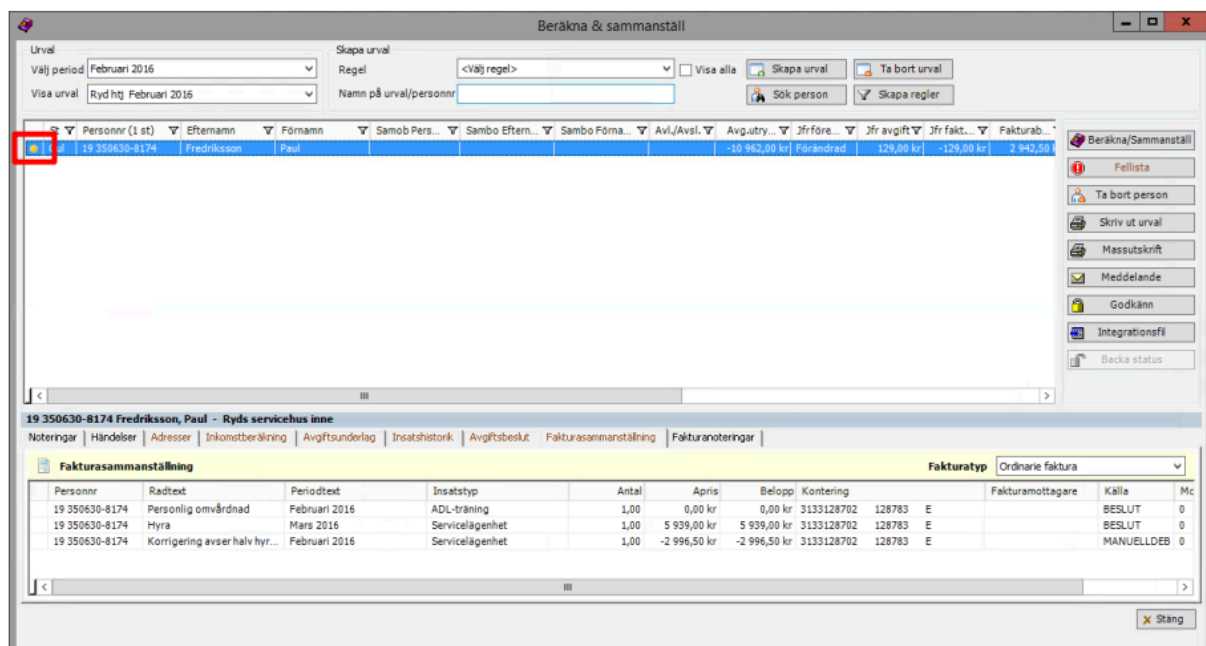 Beräkna & sammanställ
Urval
Skapa urval
Välj period Februari 2016
Regel <Välj regel> Visa alla Skapa urval Ta bort urval
Visa urval Ryd htj Februari 2016
Namn på urval/personnr Sök person Skapa regler
St Personnr (1 st) Efternamn Förnamn Samob Pers... Sambo Eftern... Sambo Förna... Avl./Avsl. Avg.utry... Jfrföre... Jfr avgift Jfr fakt.... Fakturab...
Gul 19 350630-8174 Fredriksson Paul -10 962,00 kr Förändrad 129,00 kr -129,00 kr 2 942,50 k
Beräkna/Sammanställ
Fellista
Ta bort person
Skriv ut urval
Massutskrift
Meddelande
Godkänn
Integrationsfil
Backa status
19 350630-8174 Fredriksson, Paul - Ryds servicehus inne
Noteringar Händelser Adresser Inkomstberäkning Avgiftsunderlag Insatshistorik Avgiftsbeslut Fakturasammanställning Fakturanoteringar
Fakturasammanställning Fakturatyp Ordinarie faktura
Personnr Radtext Periodtext Insatstyp Antal Apris Belopp Kontering Fakturamottagare Källa Mc
19 350630-8174 Personlig omvårdnad Februari 2016 ADL-träning 1,00 0,00 kr 0,00 kr 3133128702 128783 E BESLUT 0
19 350630-8174 Hyra Mars 2016 Servicelägenhet 1,00 5 939,00 kr 5 939,00 kr 3133128702 128783 E BESLUT 0
19 350630-8174 Korrigering avser halv hyr... Februari 2016 Servicelägenhet 1,00 -2 996,50 kr -2 996,50 kr 3133128702 128783 E MANUELLDEB 0
Stäng